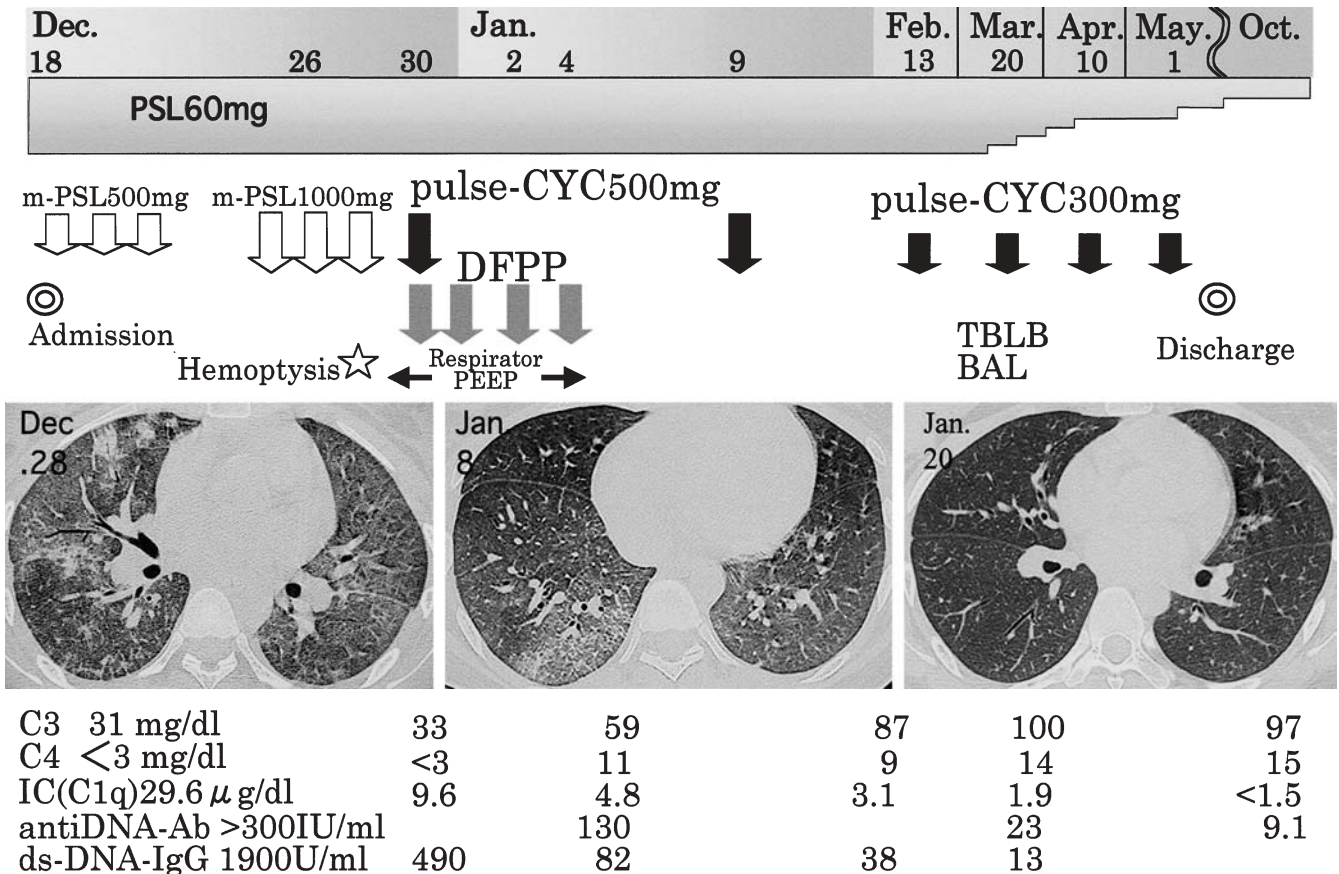 Dec. Jan. Feb. Mar. Apr. May. Oct.
18 26 30 2 4 9 13 20 10 1
PSL60mg
m-PSL500mg m-PSL1000mg pulse-CYC500mg pulse-CYC300mg
DFPP
Admission
Hemoptysis
Respirator
PEEP
TBLB
BAL
Discharge
Dec
.28
Jan.
8
Jan.
20
C3 31 mg/dl 33 59 87 100 97
C4 <3 mg/dl <3 11 9 14 15
IC(C1q)29.6 μg/dl 9.6 4.8 3.1 1.9 <1.5
antiDNA-Ab >300IU/ml 130 23 9.1
ds-DNA-IgG 1900U/ml 490 82 38 13